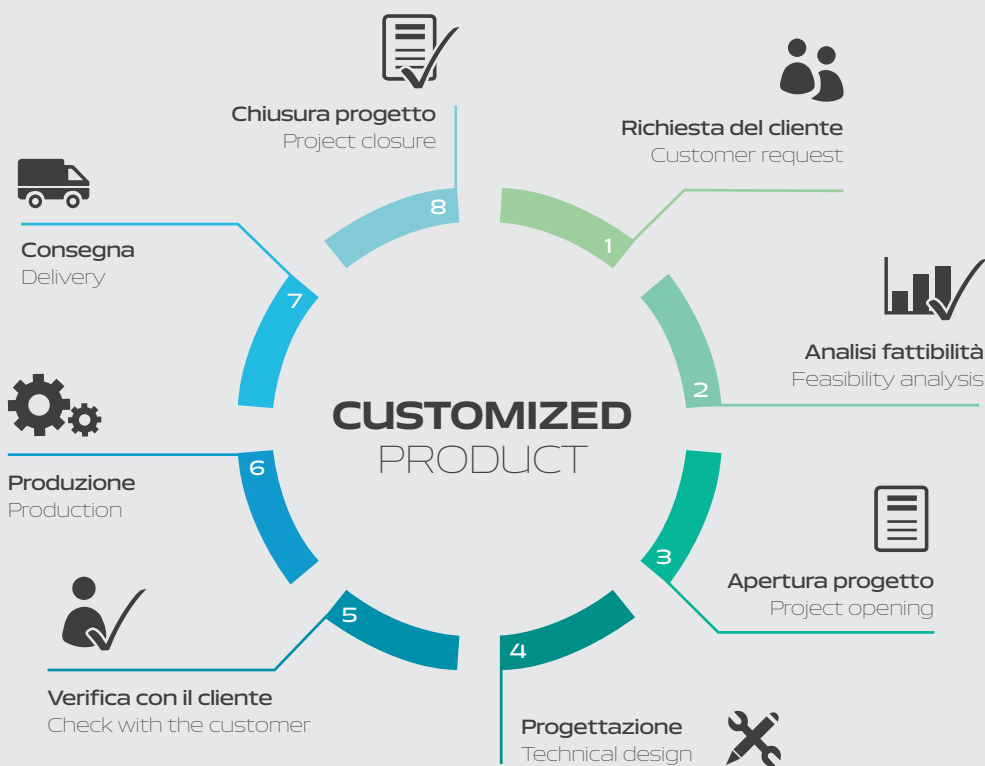 CUSTOMIZED
PRODUCT
1
Richiesta del cliente
Customer request
2
Analisi fattibilità
Feasibility analysis
3
Apertura progetto
Project opening
4
Progettazione
Technical design
5
Verifica con il cliente
Check with the customer
6
Produzione
Production
7
Consegna
Delivery
8
Chiusura progetto
Project closure